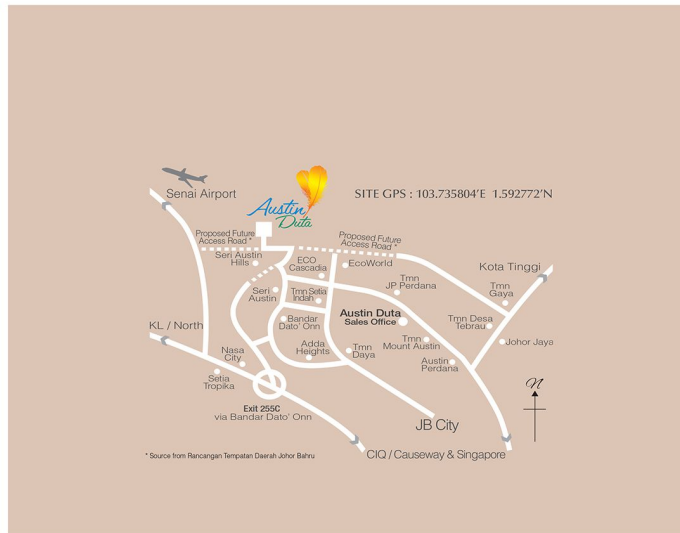 Senai Airport
Austin
Duta
SITE GPS : 103.735804'E 1.592772'N
Proposed Future
Access Road *
Proposed Future
Access Road *
Seri Austin
Hills
ECO
Cascadia
EcoWorld
Kota Tinggi
Tmn
JP Perdana
Tmn
Gaya
Seri
Austin
Tmn Setia
Indah
Austin Duta
Sales Office
Bandar
Dato' Onn
Tmn Desa
Tebrau
KL / North
Adda
Heights
Tmn
Daya
Tmn
Mount Austin
Johor Jaya
Nasa
City
Austin
Perdana
Setia
Tropika
N
Exit 255C
via Bandar Dato' Onn
JB City
* Source from Rancangan Tempatan Daerah Johor Bahru
CIQ / Causeway & Singapore